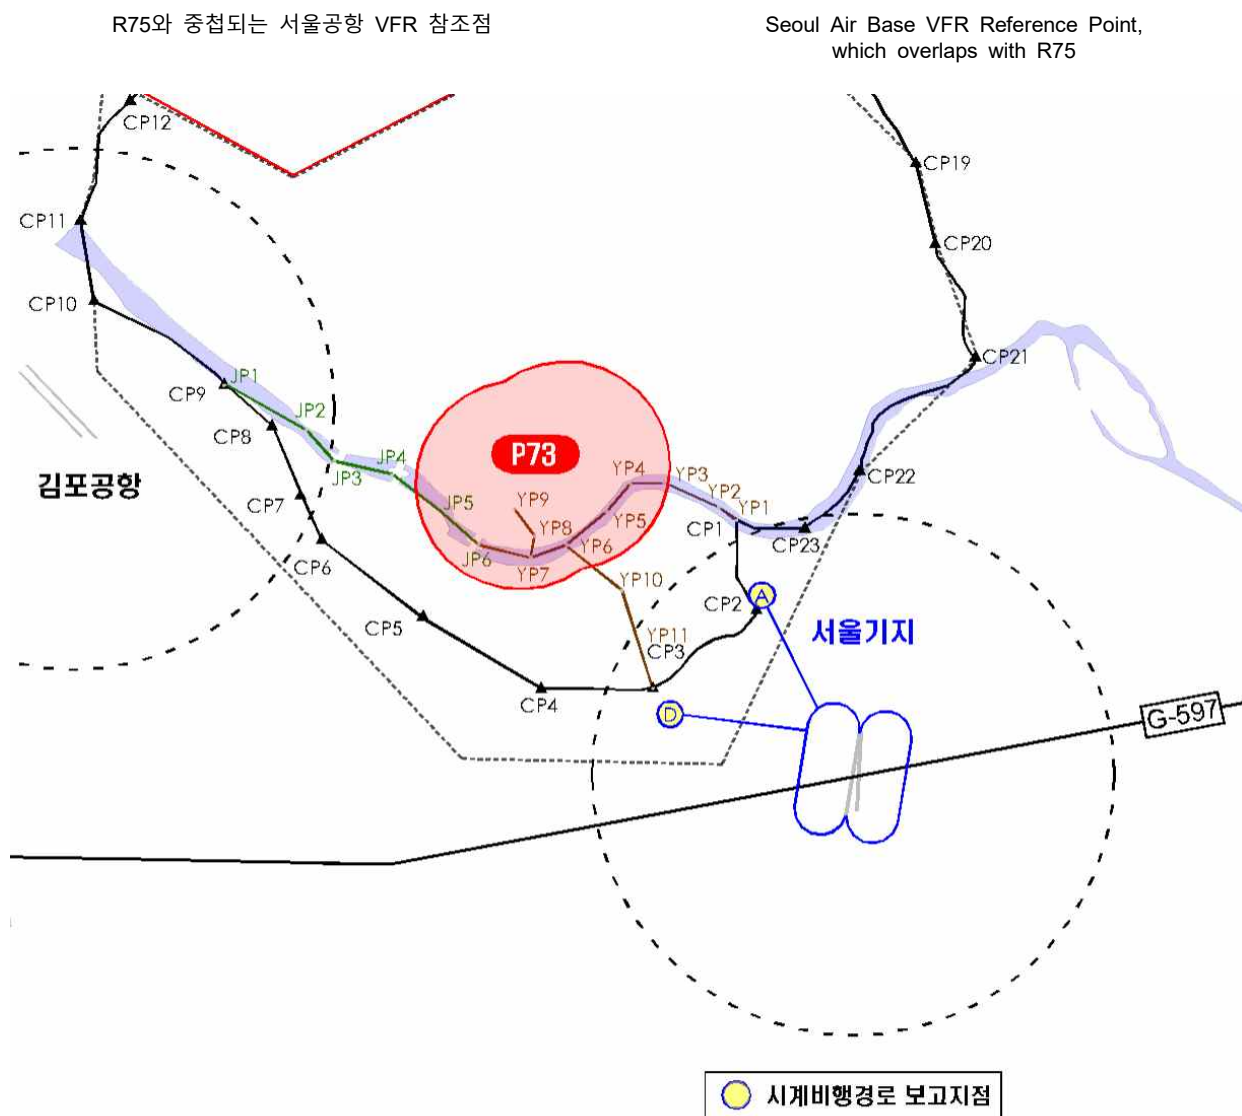 R75와 중첩되는 서울공항 VFR 참조점
Seoul Air Base VFR Reference Point,
which overlaps with R75
CP12
CP19
CP11
CP20
CP10
CP21
JP1
CP9
JP2
CP8
P73
JP4
JP3
YP4
YP3
CP22
김포공항
CP7
JP5
YP9
YP2
YP1
YP5
CP1
YP8
CP23
CP6
JP6
YP6
YP7
YP10
CP2
A
CP5
YP11
서울기지
CP3
CP4
D
G-597
시계비행경로 보고지점